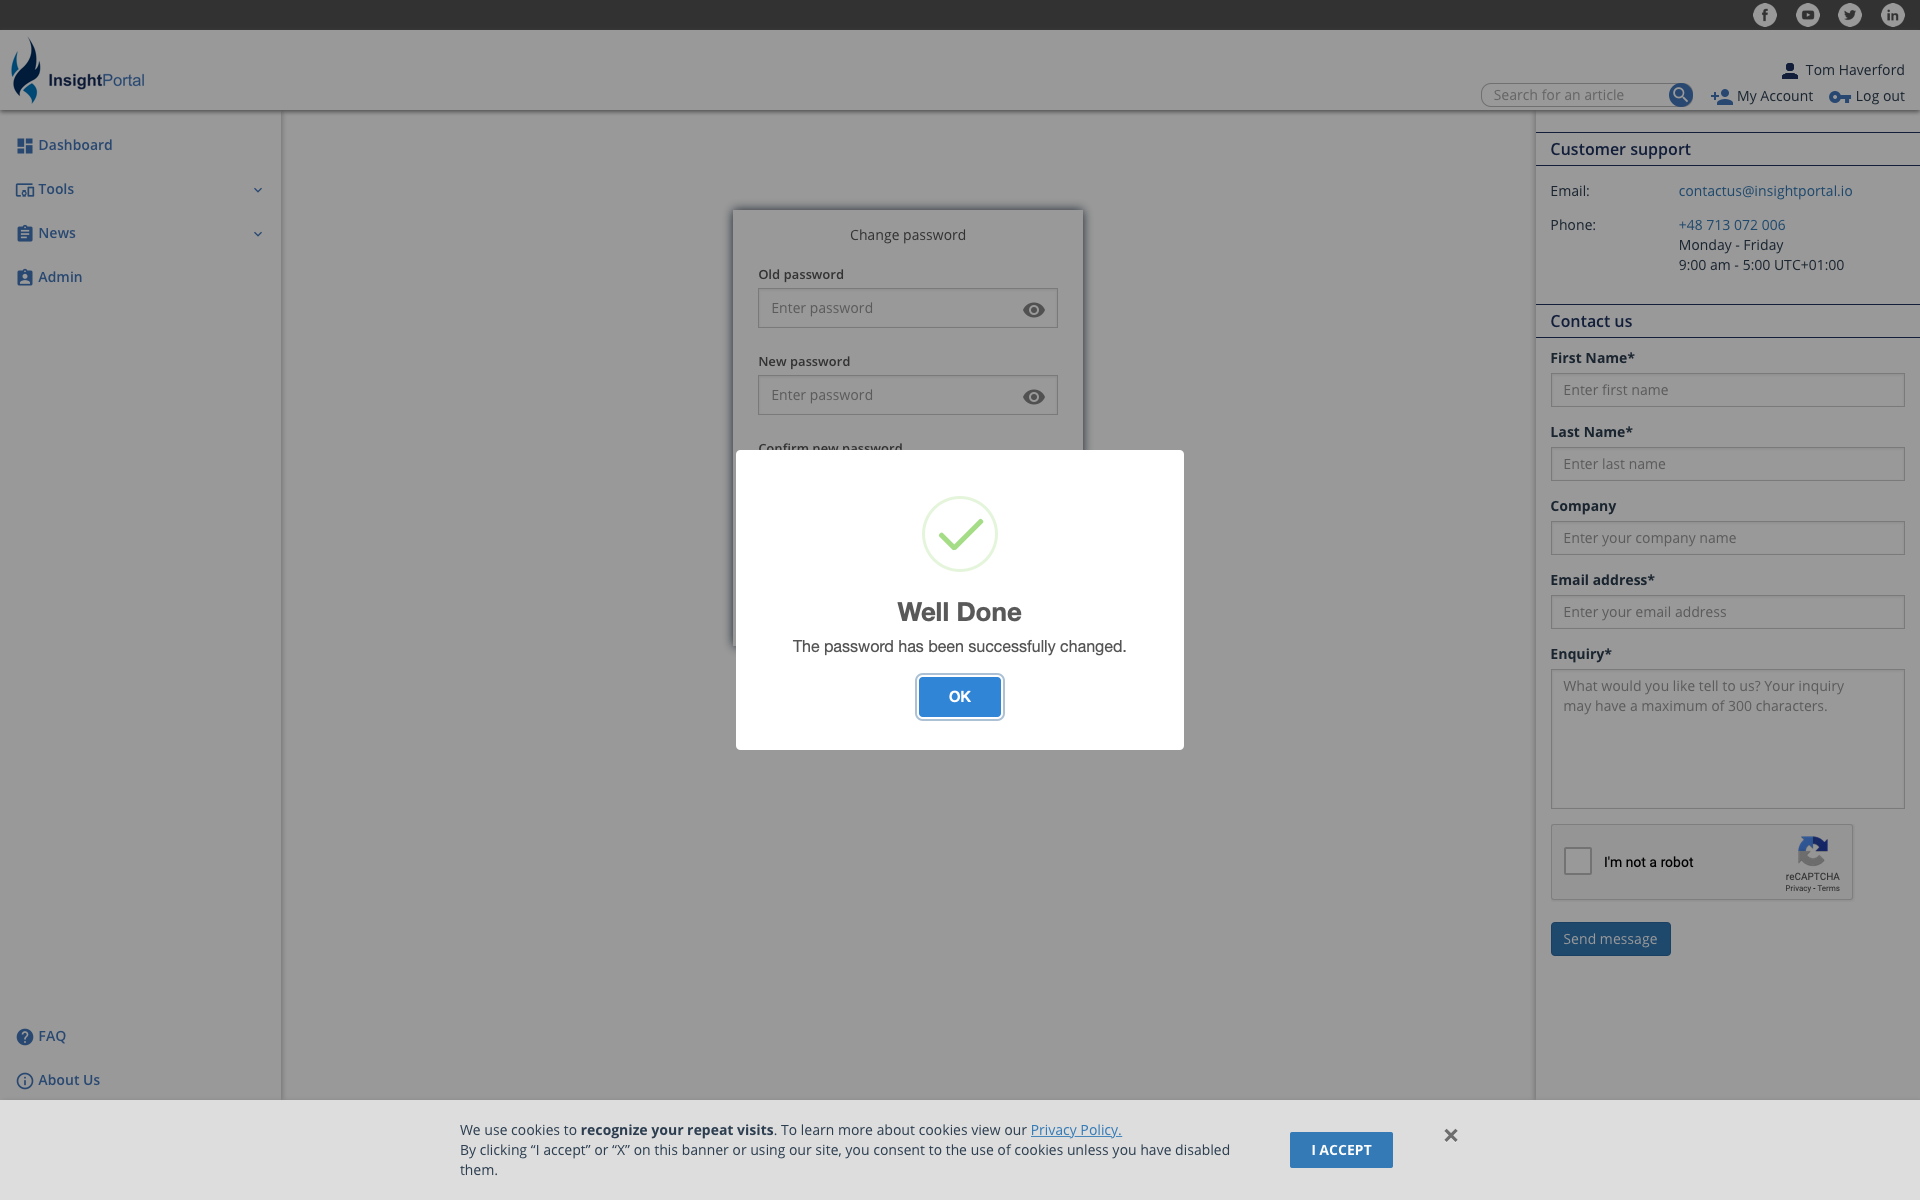 InsightPortal
Tom Haverford
Search for an article
My Account
Log out
Dashboard
Tools
News
Admin
FAQ
About Us
Change password
Old password
Enter password
New password
Enter password
Confirm new password
Well Done
The password has been successfully changed.
OK
Customer support
Email:
contactus@insightportal.io
Phone:
+48 713 072 006
Monday - Friday
9:00 am - 5:00 UTC+01:00
Contact us
First Name*
Enter first name
Last Name*
Enter last name
Company
Enter your company name
Email address*
Enter your email address
Enquiry*
What would you like tell to us? Your inquiry
may have a maximum of 300 characters.
I'm not a robot
reCAPTCHA
Privacy - Terms
Send message
We use cookies to recognize your repeat visits. To learn more about cookies view our Privacy Policy.
By clicking “I accept” or “X” on this banner or using our site, you consent to the use of cookies unless you have disabled
them.
I ACCEPT